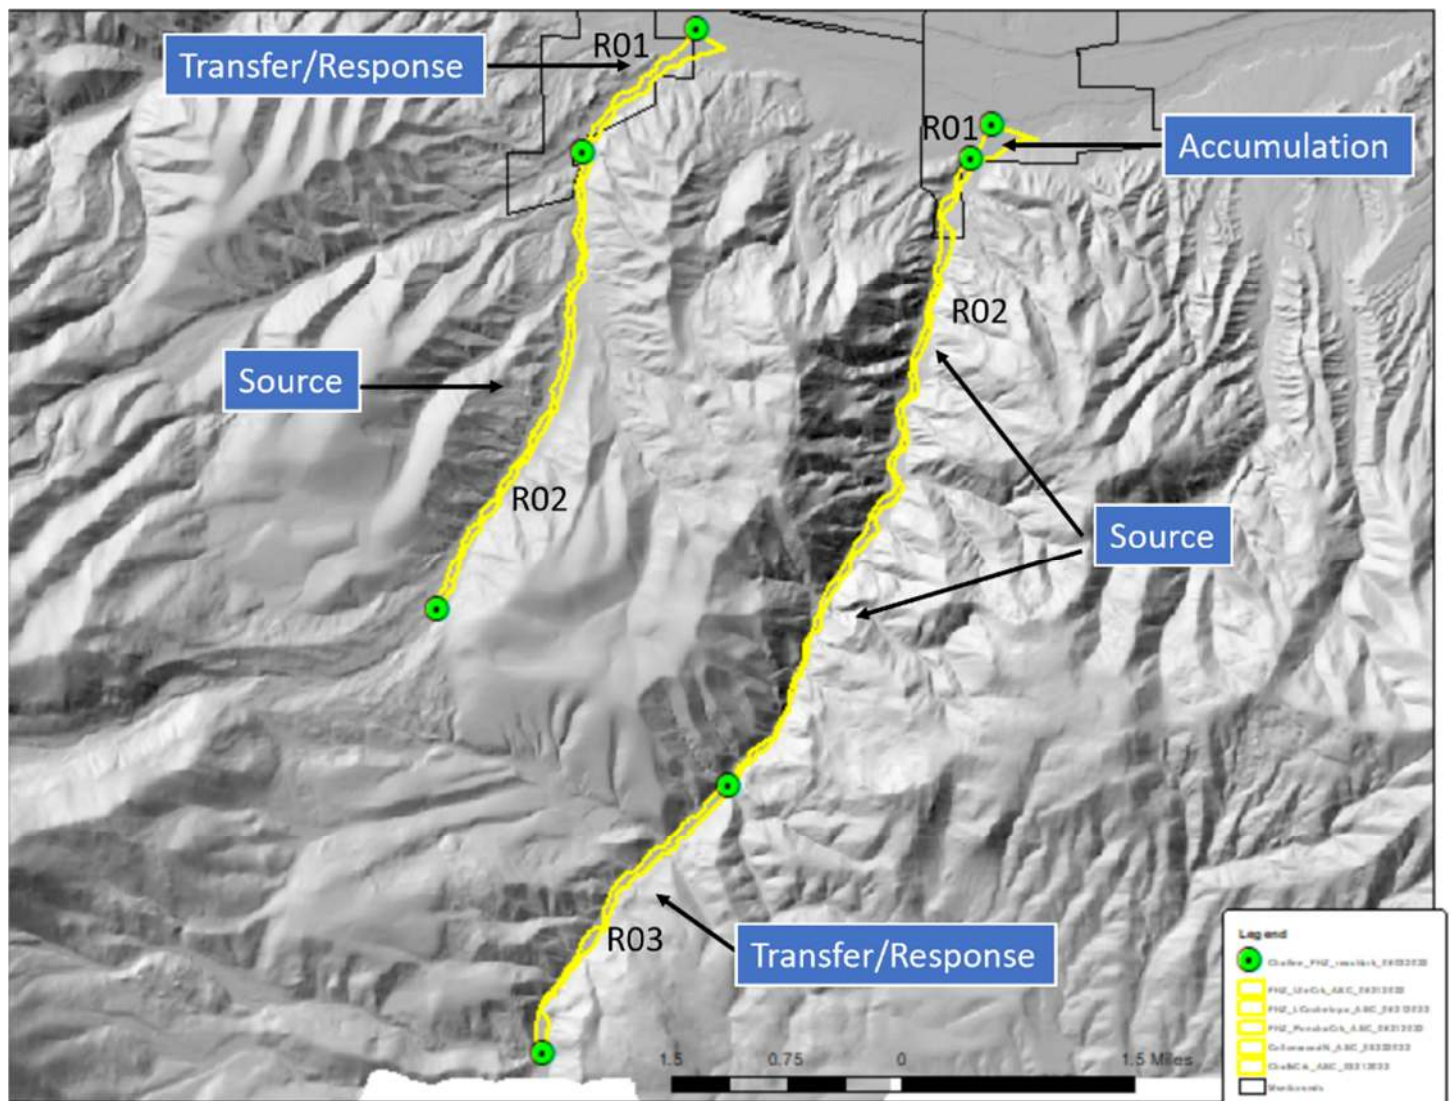 R01
Transfer/Response
R01
Accumulation
R02
Source
R02
Source
R03
Transfer/Response
1.5 0.75 0 1.5 Miles
Legend